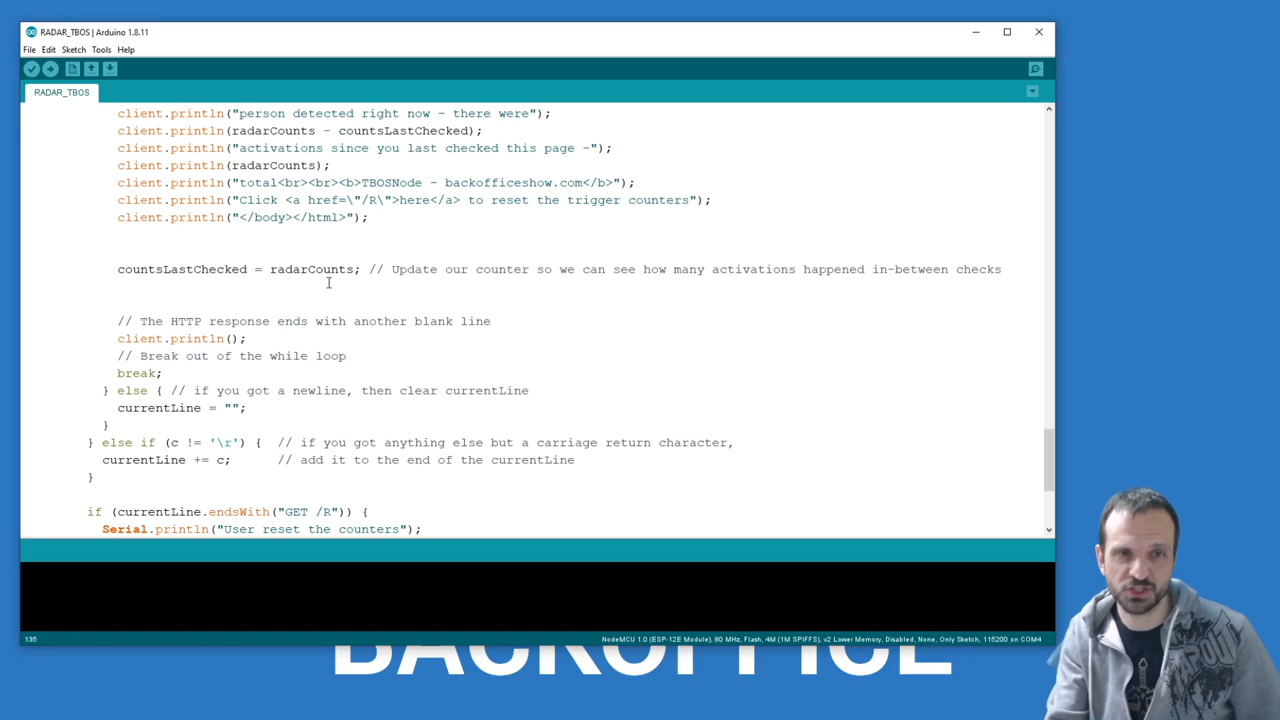 RADAR_TBOS | Arduino 1.8.11
File Edit Sketch Tools Help
RADAR_TBOS
client.println("person detected right now - there were");
client.println(radarCounts - countsLastChecked);
client.println("activations since you last checked this page -");
client.println(radarCounts);
client.println("total<br><br><b>TBOSNode - backofficeshow.com</b>");
client.println("Click <a href=\"/R\">here</a> to reset the trigger counters");
client.println("</body></html>");
countsLastChecked = radarCounts; // Update our counter so we can see how many activations happened in-between checks
// The HTTP response ends with another blank line
client.println();
// Break out of the while loop
break;
} else { // if you got a newline, then clear currentLine
currentLine = "";
}
} else if (c != '\r') { // if you got anything else but a carriage return character,
currentLine += c; // add it to the end of the currentLine
}
if (currentLine.endsWith("GET /R")) {
Serial.println("User reset the counters");
135 NodeMCU 1.0 (ESP-12E Module), 80 MHz, Flash, 4M (1M SPIFFS), v2 Lower Memory, Disabled, None, Only Sketch, 115200 on COM4
BACKOFFICE